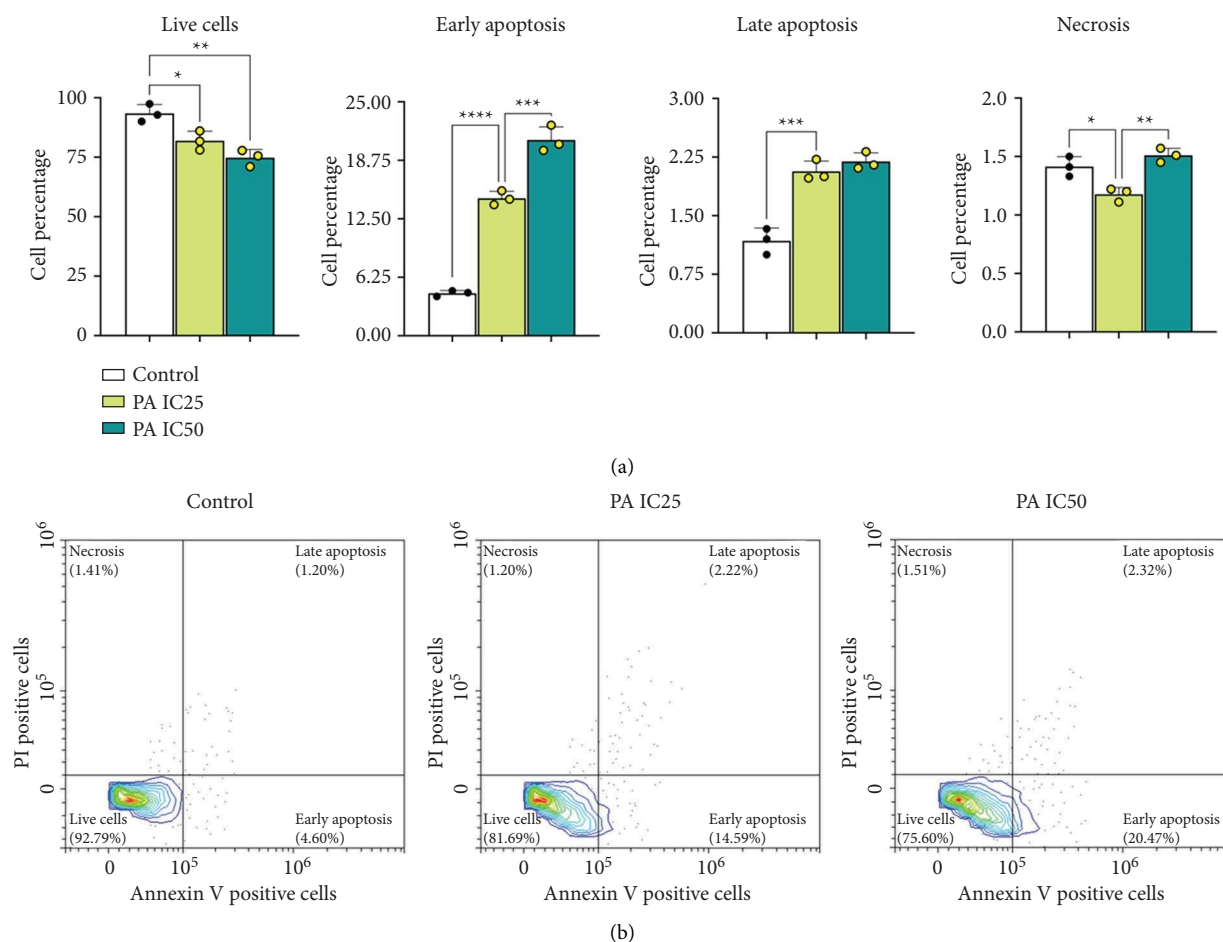 Live cells
Early apoptosis
Late apoptosis
Necrosis
Cell percentage
100
75
50
25
0
**
*
Cell percentage
25.00
18.75
12.50
6.25
0.00
****
***
Cell percentage
3.00
2.25
1.50
0.75
0.00
***
Cell percentage
2.0
1.5
1.0
0.5
0.0
*
**
Control
PA IC25
PA IC50
(a)
Control
PA IC25
PA IC50
PI positive cells
10^6
10^5
0
Necrosis
(1.41%)
Late apoptosis
(1.20%)
Live cells
(92.79%)
Early apoptosis
(4.60%)
0
10^5
10^6
Annexin V positive cells
PI positive cells
10^6
10^5
0
Necrosis
(1.20%)
Late apoptosis
(2.22%)
Live cells
(81.69%)
Early apoptosis
(14.59%)
0
10^5
10^6
Annexin V positive cells
PI positive cells
10^6
10^5
0
Necrosis
(1.51%)
Late apoptosis
(2.32%)
Live cells
(75.60%)
Early apoptosis
(20.47%)
0
10^5
10^6
Annexin V positive cells
(b)